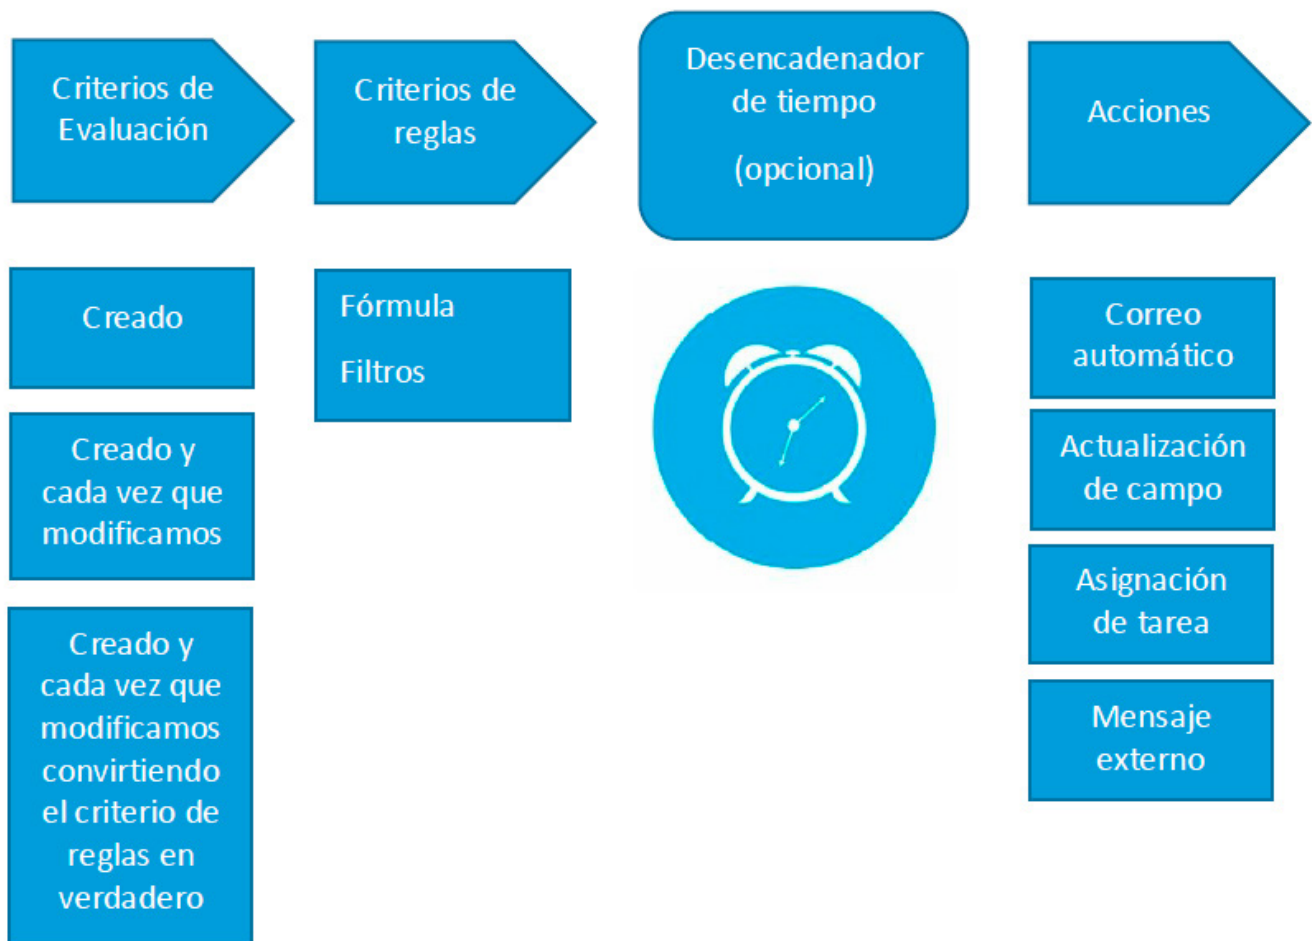 Criterios de
Evaluación
Criterios de
reglas
Desencadenador
de tiempo
(opcional)
Acciones
Creado
Creado y
cada vez que
modificamos
Creado y
cada vez que
modificamos
convirtiendo
el criterio de
reglas en
verdadero
Fórmula
Filtros
Correo
automático
Actualización
de campo
Asignación
de tarea
Mensaje
externo